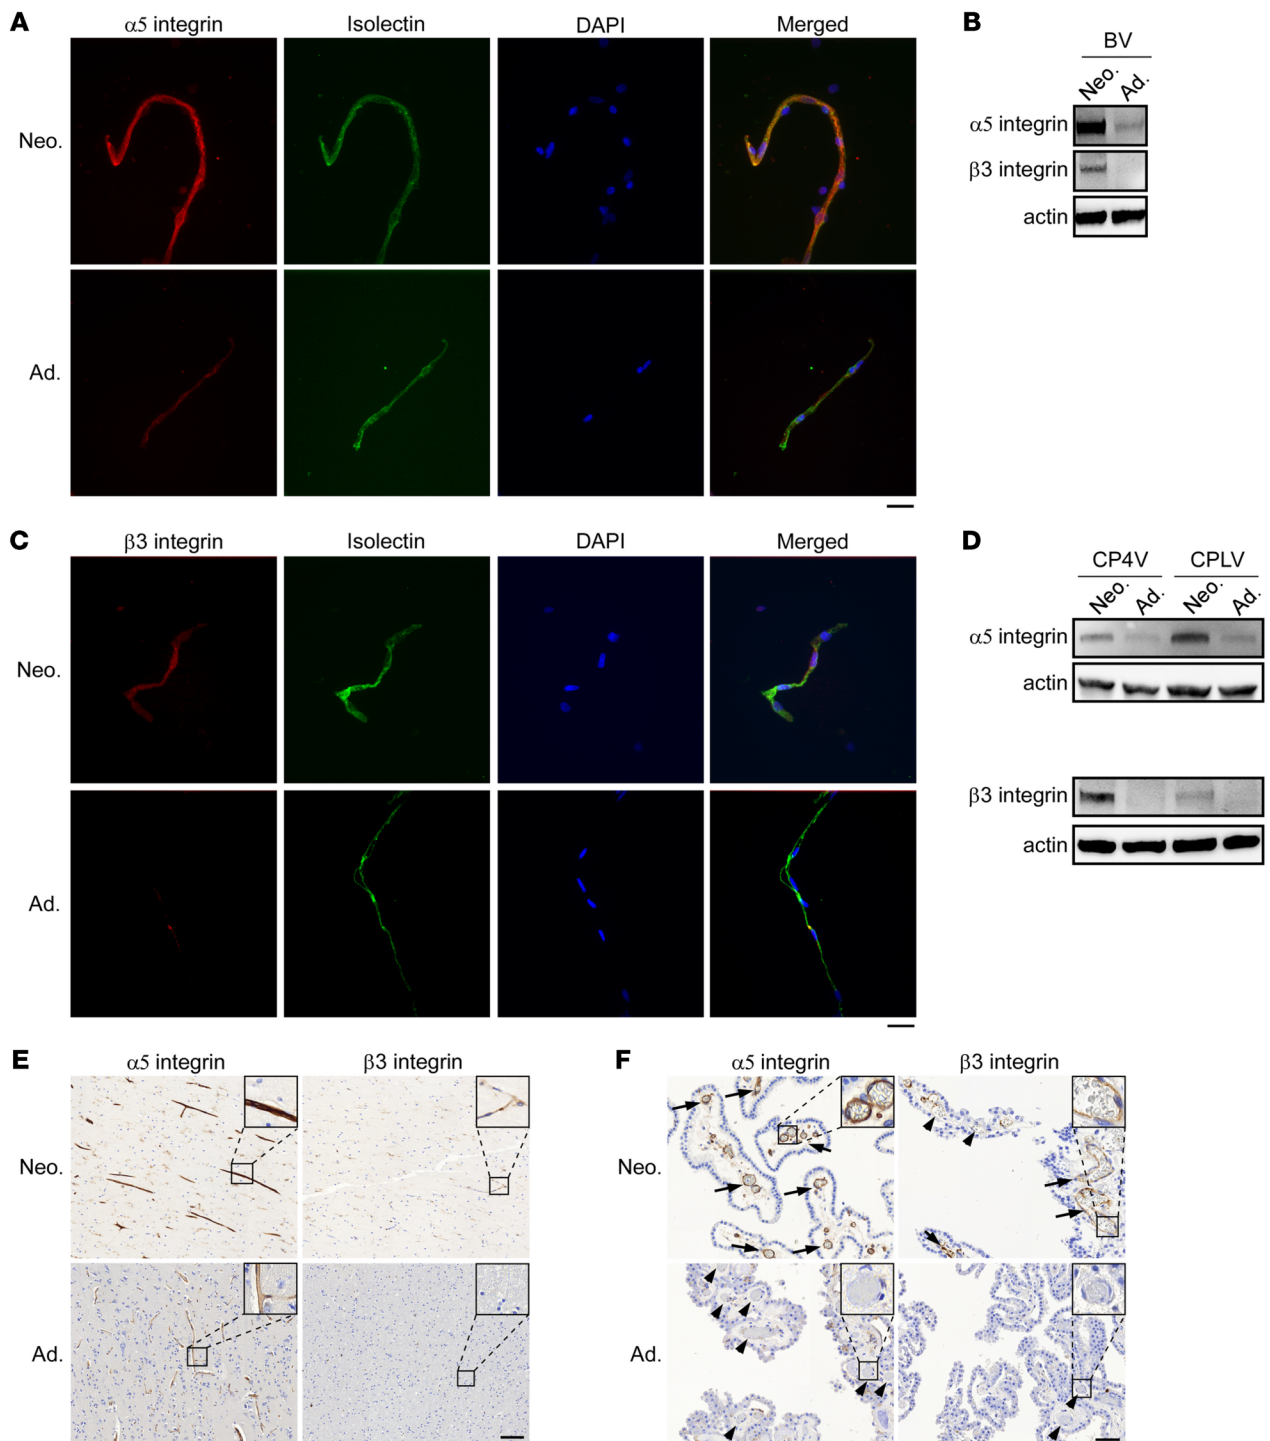 A
α5 integrin Isolectin DAPI Merged
Neo.
Ad.
B
BV
Neo. Ad.
α5 integrin
β3 integrin
actin
C
β3 integrin Isolectin DAPI Merged
Neo.
Ad.
D
CP4V CPLV
Neo. Ad. Neo. Ad.
α5 integrin
actin
β3 integrin
actin
E
α5 integrin β3 integrin
Neo.
Ad.
F
α5 integrin β3 integrin
Neo.
Ad.